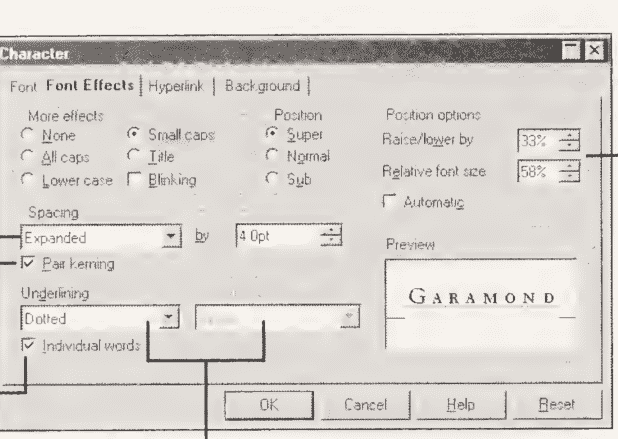 Character
Font Font Effects Hyperlink Background
More effects Position Position options
None Small caps Super Raise/lower by 33%
All caps Title Normal Relative font size 58%
Lower case Blinking Sub Automatic
Spacing
Expanded by 4.0pt
Pair kerning
Preview
GARAMOND
Underlining
Dotted
Individual words
OK Cancel Help Reset